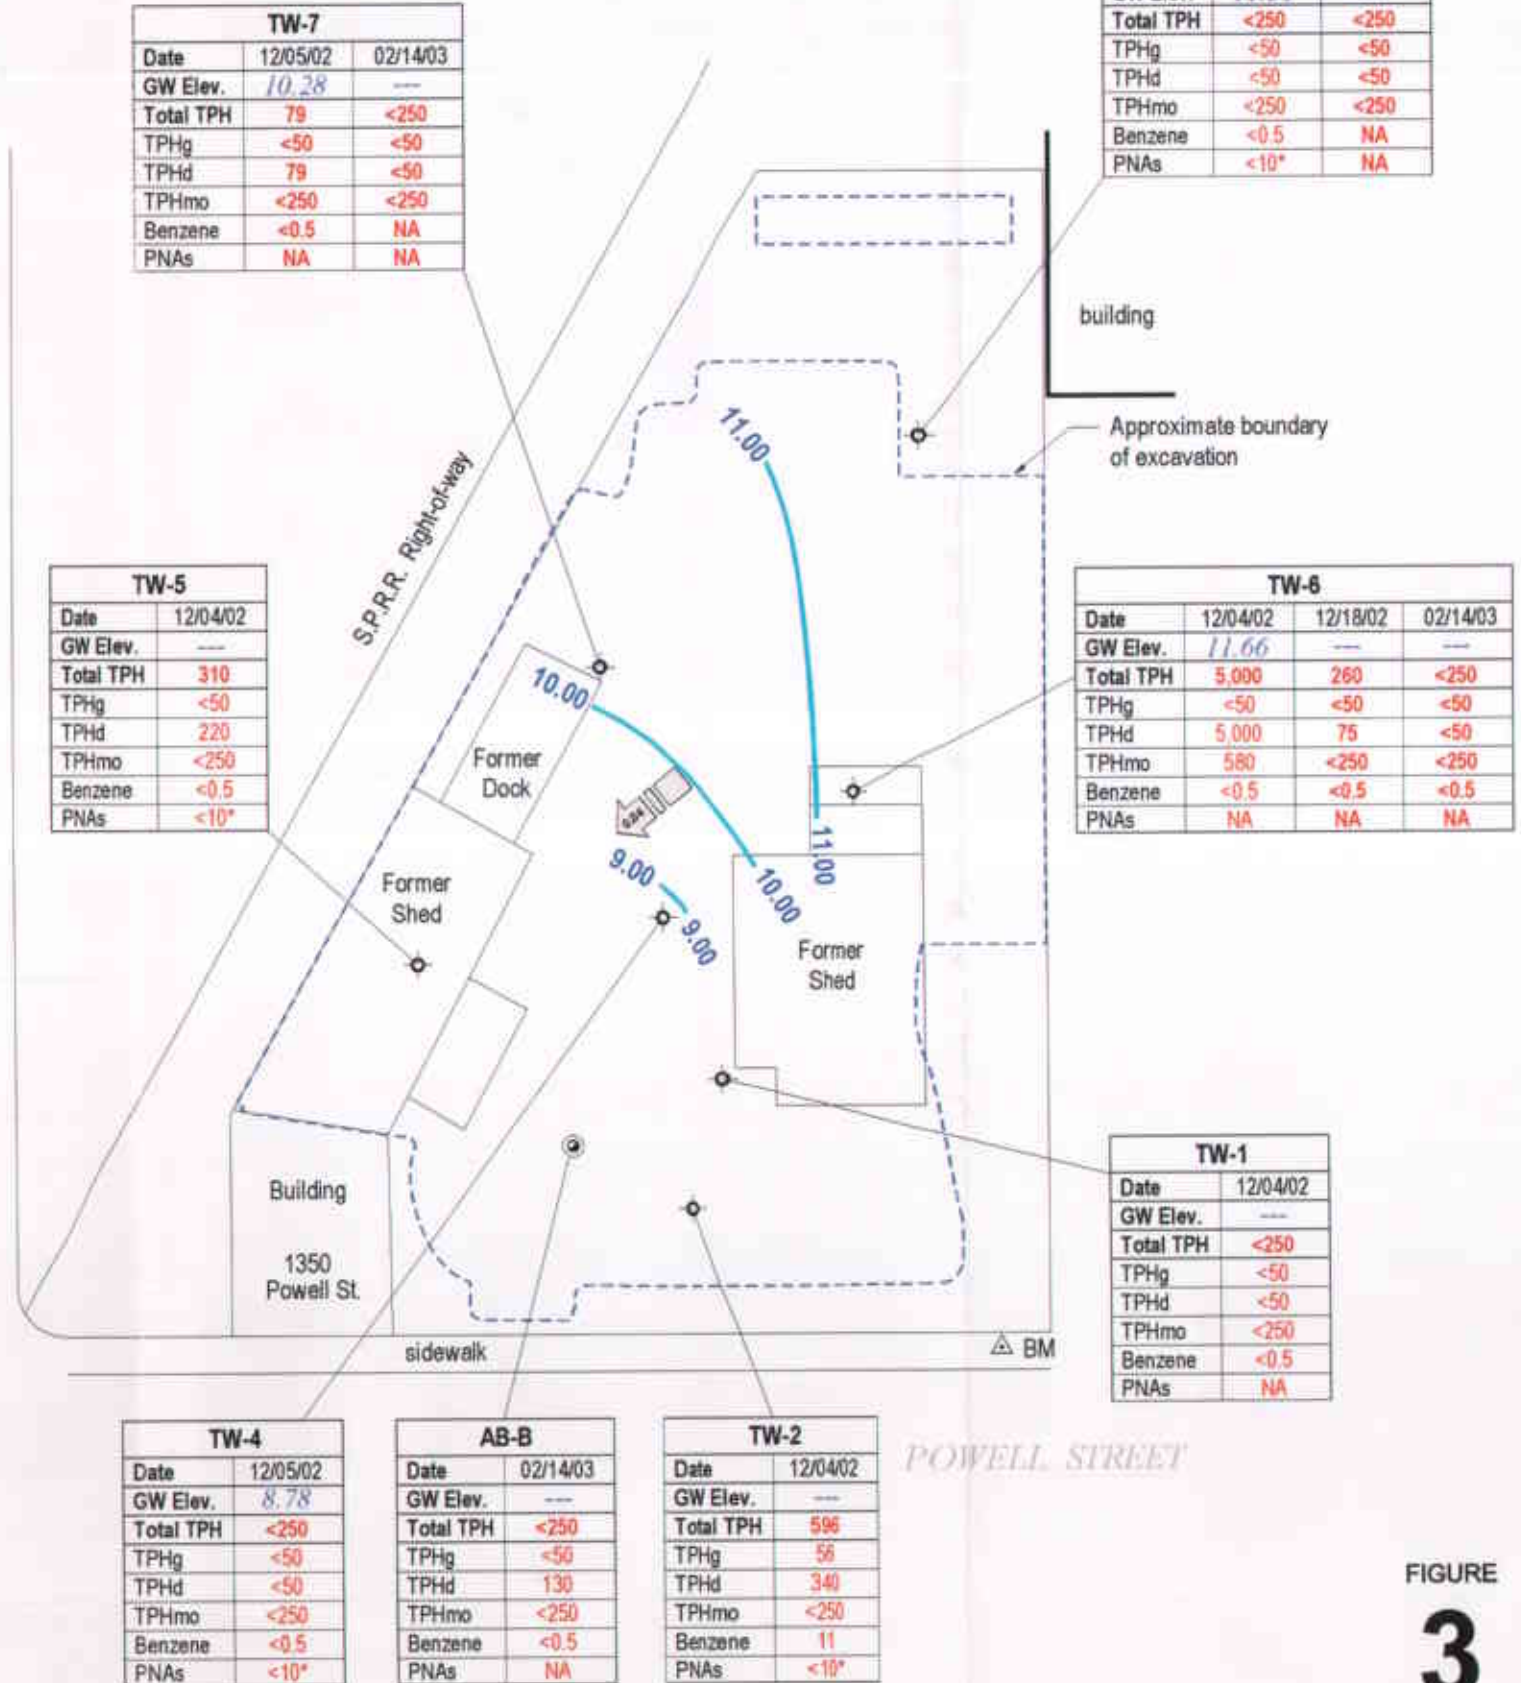 TW-7
Date 12/05/02 02/14/03
GW Elev. 10.28 ---
Total TPH 79 <250
TPHg <50 <50
TPHd 79 <50
TPHmo <250 <250
Benzene <0.5 NA
PNAs NA NA
Total TPH <250 <250
TPHg <50 <50
TPHd <50 <50
TPHmo <250 <250
Benzene <0.5 NA
PNAs <10* NA
building
Approximate boundary
of excavation
S.P.R.R. Right-of-way
11.00
TW-5
Date 12/04/02
GW Elev. ---
Total TPH 310
TPHg <50
TPHd 220
TPHmo <250
Benzene <0.5
PNAs <10*
TW-6
Date 12/04/02 12/18/02 02/14/03
GW Elev. 11.66 --- ---
Total TPH 5,000 260 <250
TPHg <50 <50 <50
TPHd 5,000 75 <50
TPHmo 580 <250 <250
Benzene <0.5 <0.5 <0.5
PNAs NA NA NA
10.00
Former
Dock
9.00
11.00
10.00
9.00
Former
Shed
Former
Shed
Building
1350
Powell St.
sidewalk
BM
TW-1
Date 12/04/02
GW Elev. ---
Total TPH <250
TPHg <50
TPHd <50
TPHmo <250
Benzene <0.5
PNAs NA
TW-4
Date 12/05/02
GW Elev. 8.78
Total TPH <250
TPHg <50
TPHd <50
TPHmo <250
Benzene <0.5
PNAs <10*
AB-B
Date 02/14/03
GW Elev. ---
Total TPH <250
TPHg <50
TPHd 130
TPHmo <250
Benzene <0.5
PNAs NA
TW-2
Date 12/04/02
GW Elev. ---
Total TPH 596
TPHg 56
TPHd 340
TPHmo <250
Benzene 11
PNAs <10*
POWELL STREET
FIGURE
3